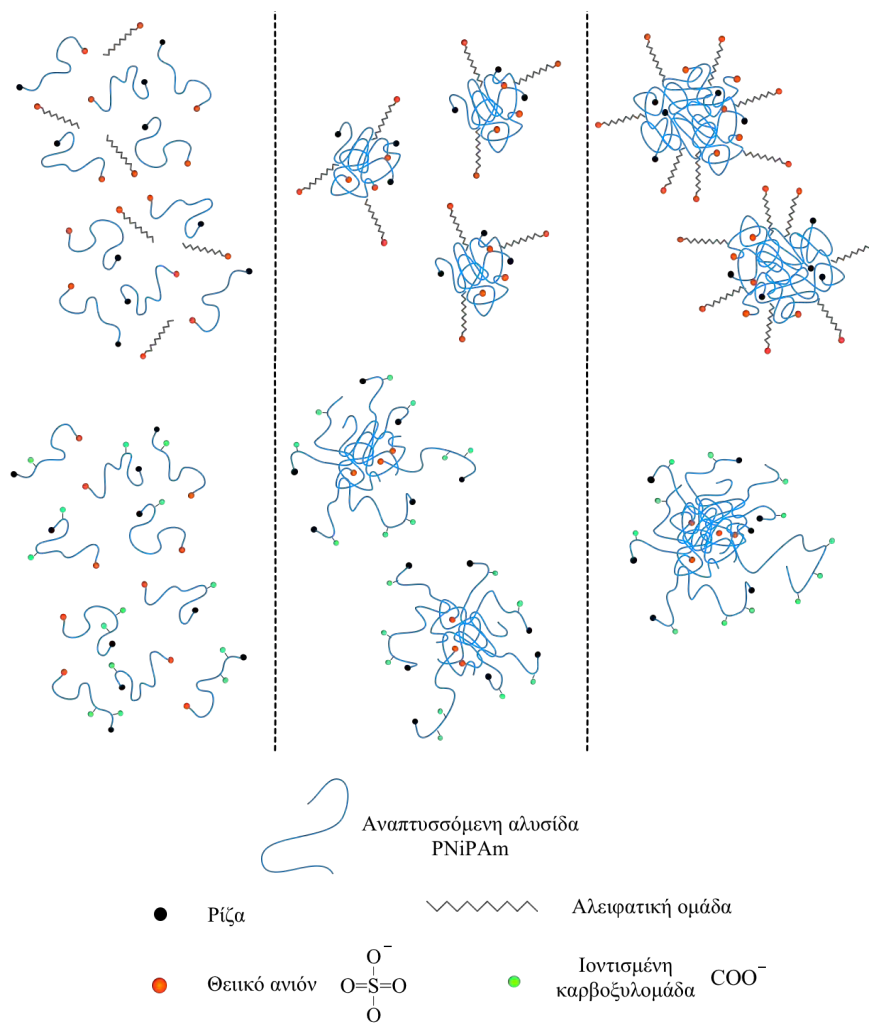 Αναπτυσσόμενη αλυσίδα
PNiPAm
Ρίζα
Αλειφατική ομάδα
Θειικό ανιόν
O−
O=S=O
O
Ιοντισμένη
καρβοξυλομάδα
COO−